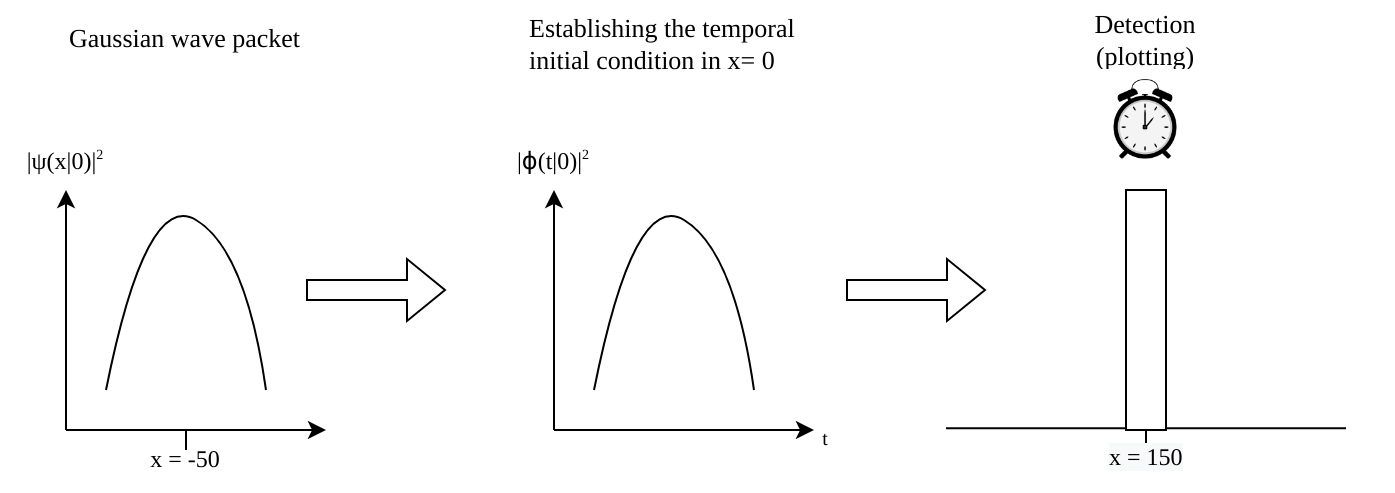 Gaussian wave packet
Establishing the temporal
initial condition in x= 0
Detection
(plotting)
|ψ(x|0)|²
|ϕ(t|0)|²
t
x = -50
x = 150